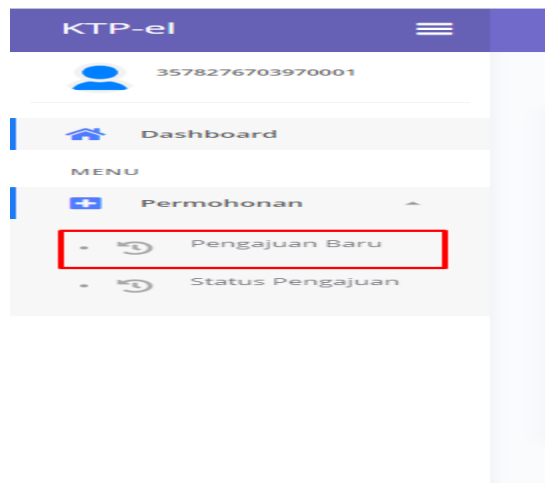 KTP-el
3578276703970001
Dashboard
MENU
Permohonan
Pengajuan Baru
Status Pengajuan